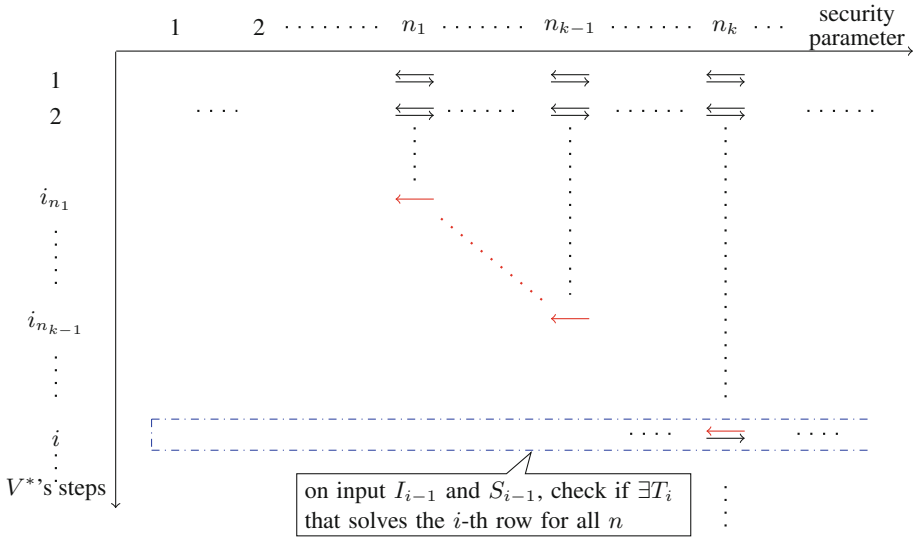 1 2 ········ n₁ ········ n_{k−1} ········ n_k ···· security parameter
1
2 ···· ······· ······· ·······
i_{n₁}
i_{n_{k−1}}
i ···· ····
V*'s steps
on input I_{i−1} and S_{i−1}, check if ∃T_i
that solves the i-th row for all n